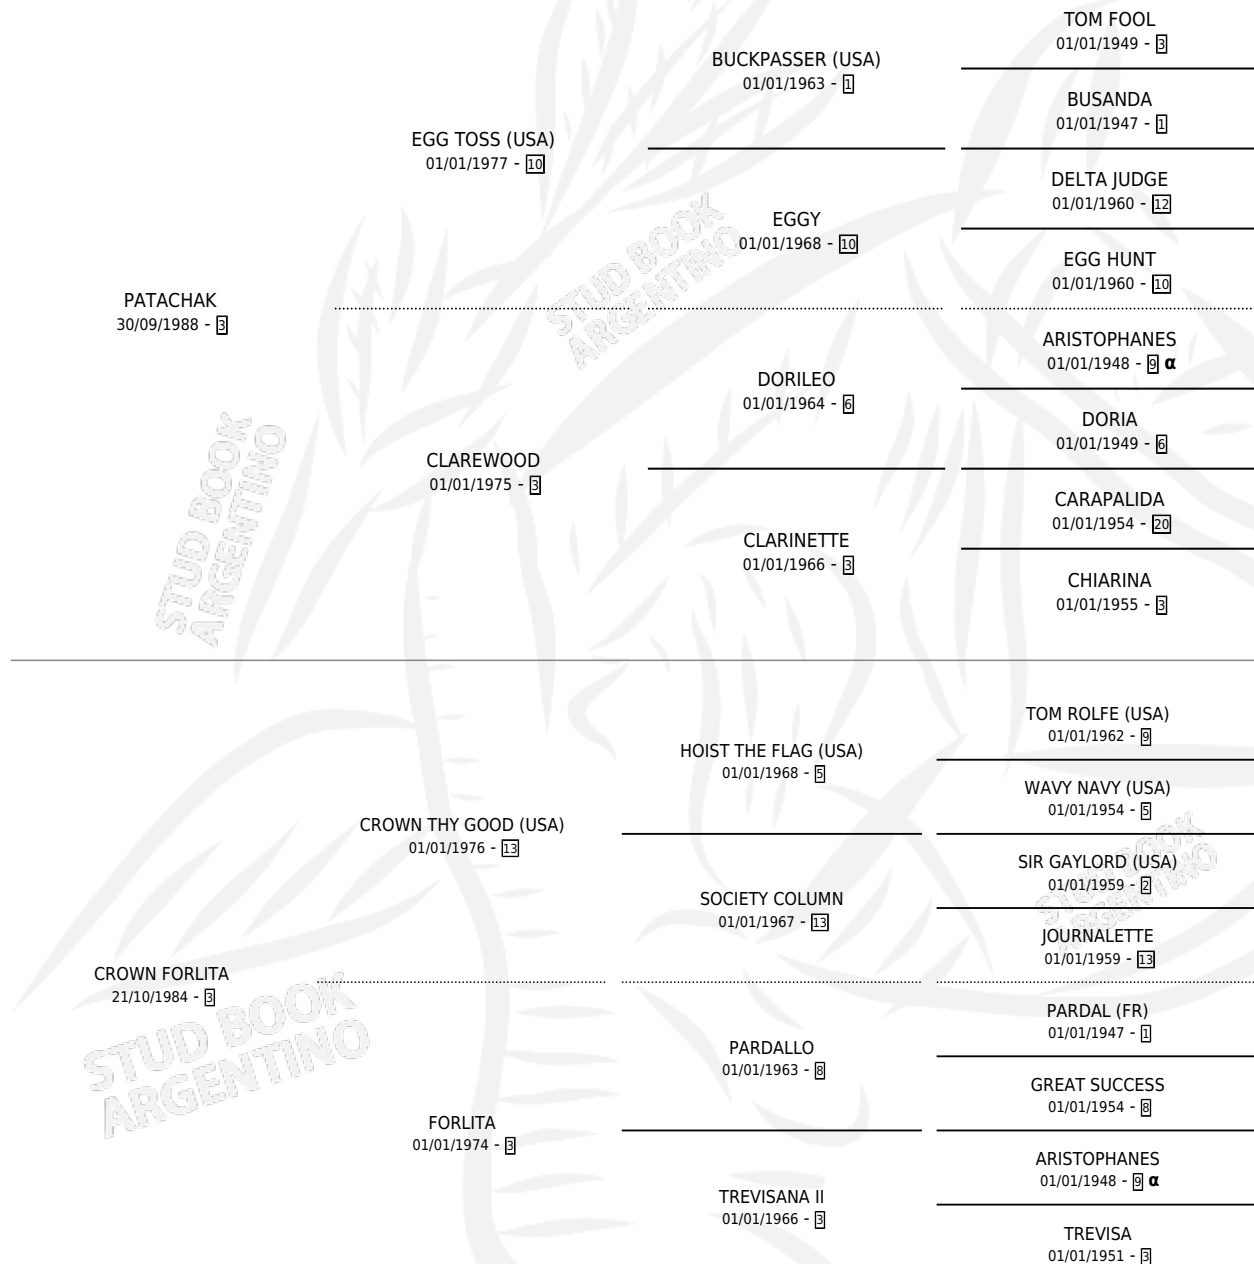 TOM FOOL
01/01/1949 - 3
BUCKPASSER (USA)
01/01/1963 - 1
BUSANDA
01/01/1947 - 1
EGG TOSS (USA)
01/01/1977 - 10
DELTA JUDGE
01/01/1960 - 12
EGGY
01/01/1968 - 10
EGG HUNT
01/01/1960 - 10
STUD BOOK
ARGENTINO
PATACHAK
30/09/1988 - 3
ARISTOPHANES
01/01/1948 - 9 α
DORILEO
01/01/1964 - 6
DORIA
01/01/1949 - 6
CLAREWOOD
01/01/1975 - 3
CARAPALIDA
01/01/1954 - 20
CLARINETTE
01/01/1966 - 3
CHIARINA
01/01/1955 - 3
STUD BOOK
ARGENTINO
TOM ROLFE (USA)
01/01/1962 - 9
HOIST THE FLAG (USA)
01/01/1968 - 5
WAVY NAVY (USA)
01/01/1954 - 5
CROWN THY GOOD (USA)
01/01/1976 - 13
SIR GAYLORD (USA)
01/01/1959 - 2
SOCIETY COLUMN
01/01/1967 - 13
STUD BOOK
ARGENTINO
JOURNALETTE
01/01/1959 - 13
CROWN FORLITA
21/10/1984 - 3
STUD BOOK
ARGENTINO
PARDAL (FR)
01/01/1947 - 1
PARDALLO
01/01/1963 - 8
GREAT SUCCESS
01/01/1954 - 8
FORLITA
01/01/1974 - 3
ARISTOPHANES
01/01/1948 - 9 α
TREVISANA II
01/01/1966 - 3
TREVISA
01/01/1951 - 3